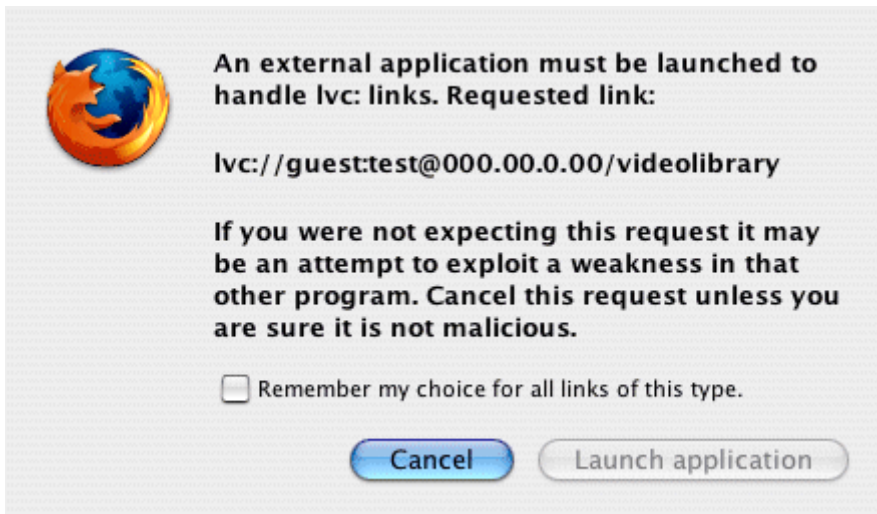 An external application must be launched to
handle lvc: links. Requested link:
lvc://guest:test@000.00.0.00/videolibrary
If you were not expecting this request it may
be an attempt to exploit a weakness in that
other program. Cancel this request unless you
are sure it is not malicious.
Remember my choice for all links of this type.
Cancel
Launch application